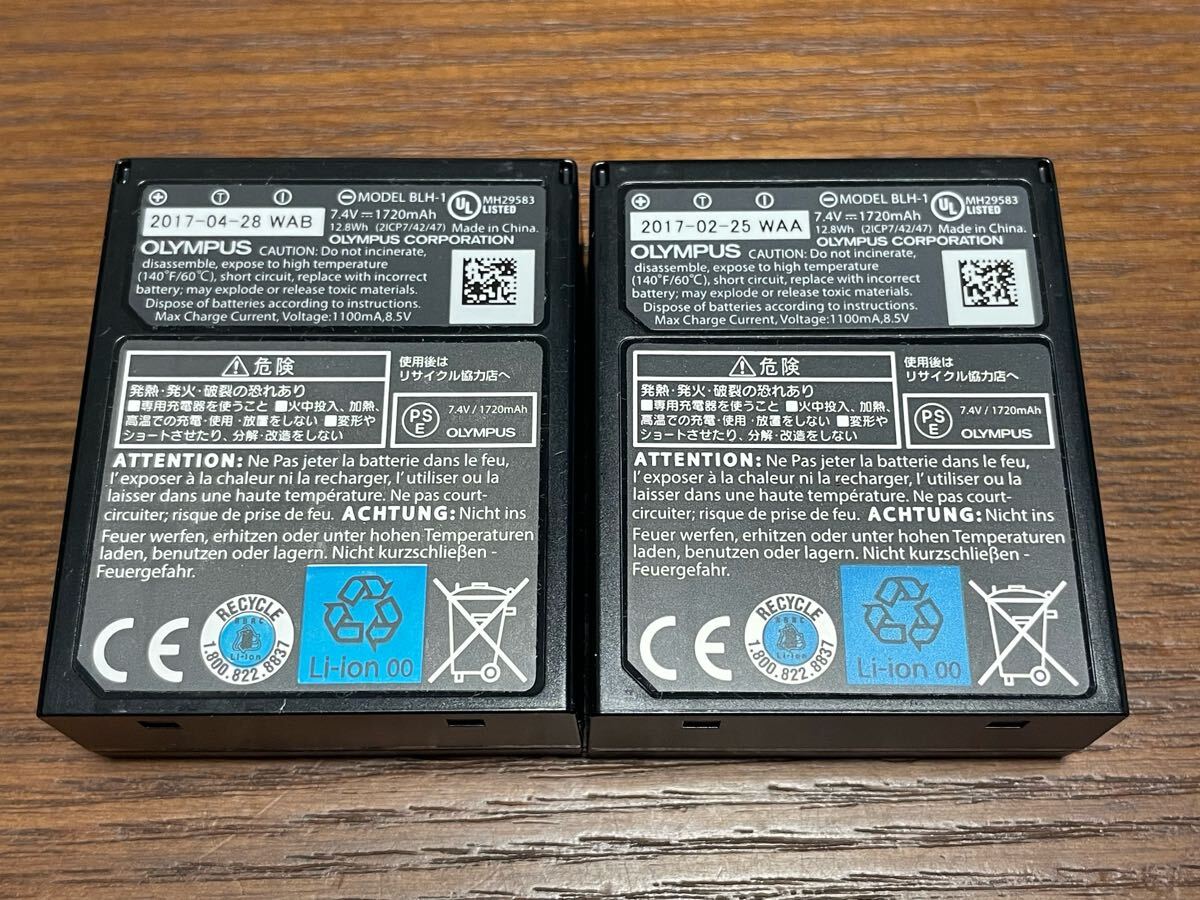 MODEL BLH-1
UL LISTED MH29583
2017-04-28 WAB
7.4V⎓1720mAh
12.8Wh (2ICP7/42/47) Made in China.
OLYMPUS CORPORATION
OLYMPUS CAUTION: Do not incinerate,
disassemble, expose to high temperature
(140°F/60℃), short circuit, replace with incorrect
battery; may explode or release toxic materials.
Dispose of batteries according to instructions.
Max Charge Current, Voltage:1100mA,8.5V
⚠危険
発熱・発火・破裂の恐れあり
■専用充電器を使うこと ■火中投入、加熱、
高温での充電・使用・放置をしない ■変形や
ショートさせたり、分解・改造をしない
使用後は
リサイクル協力店へ
PSE
7.4V / 1720mAh
OLYMPUS
ATTENTION: Ne Pas jeter la batterie dans le feu,
l'exposer à la chaleur ni la recharger, l'utiliser ou la
laisser dans une haute température. Ne pas court-
circuiter; risque de prise de feu. ACHTUNG: Nicht ins
Feuer werfen, erhitzen oder unter hohen Temperaturen
laden, benutzen oder lagern. Nicht kurzschließen -
Feuergefahr.
CE
RECYCLE
Li-ion
1.800.822.8837
Li-ion 00
MODEL BLH-1
UL LISTED MH29583
2017-02-25 WAA
7.4V⎓1720mAh
12.8Wh (2ICP7/42/47) Made in China.
OLYMPUS CORPORATION
OLYMPUS CAUTION: Do not incinerate,
disassemble, expose to high temperature
(140°F/60℃), short circuit, replace with incorrect
battery; may explode or release toxic materials.
Dispose of batteries according to instructions.
Max Charge Current, Voltage:1100mA,8.5V
⚠危険
発熱・発火・破裂の恐れあり
■専用充電器を使うこと ■火中投入、加熱、
高温での充電・使用・放置をしない ■変形や
ショートさせたり、分解・改造をしない
使用後は
リサイクル協力店へ
PSE
7.4V / 1720mAh
OLYMPUS
ATTENTION: Ne Pas jeter la batterie dans le feu,
l'exposer à la chaleur ni la recharger, l'utiliser ou la
laisser dans une haute température. Ne pas court-
circuiter; risque de prise de feu. ACHTUNG: Nicht ins
Feuer werfen, erhitzen oder unter hohen Temperaturen
laden, benutzen oder lagern. Nicht kurzschließen -
Feuergefahr.
CE
RECYCLE
Li-ion
1.800.822.8837
Li-ion 00